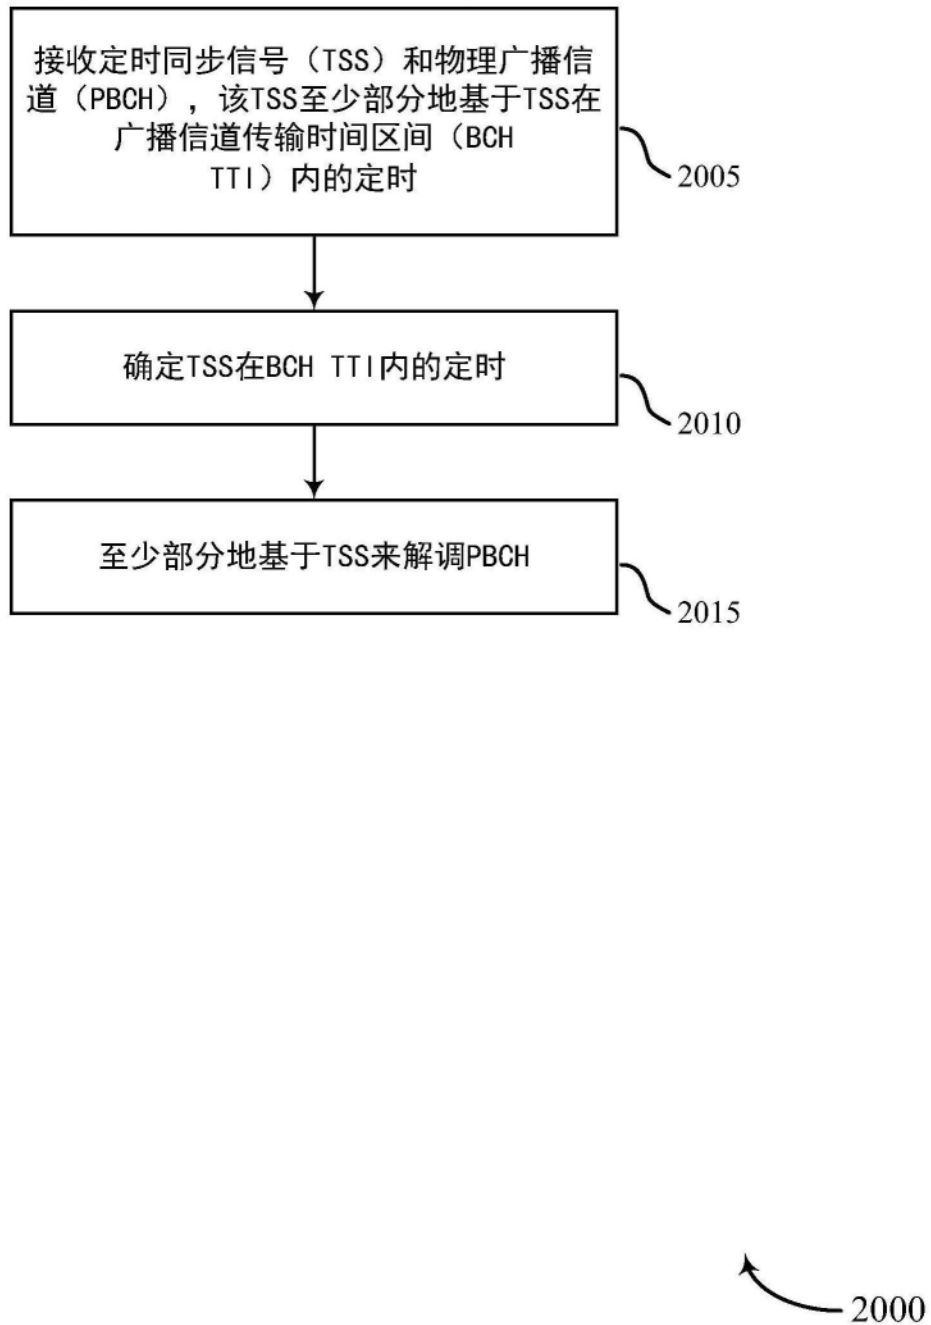 接收定时同步信号（TSS）和物理广播信
道（PBCH），该TSS至少部分地基于TSS在
广播信道传输时间区间（BCH
TTI）内的定时
2005
确定TSS在BCH TTI内的定时
2010
至少部分地基于TSS来解调PBCH
2015
2000